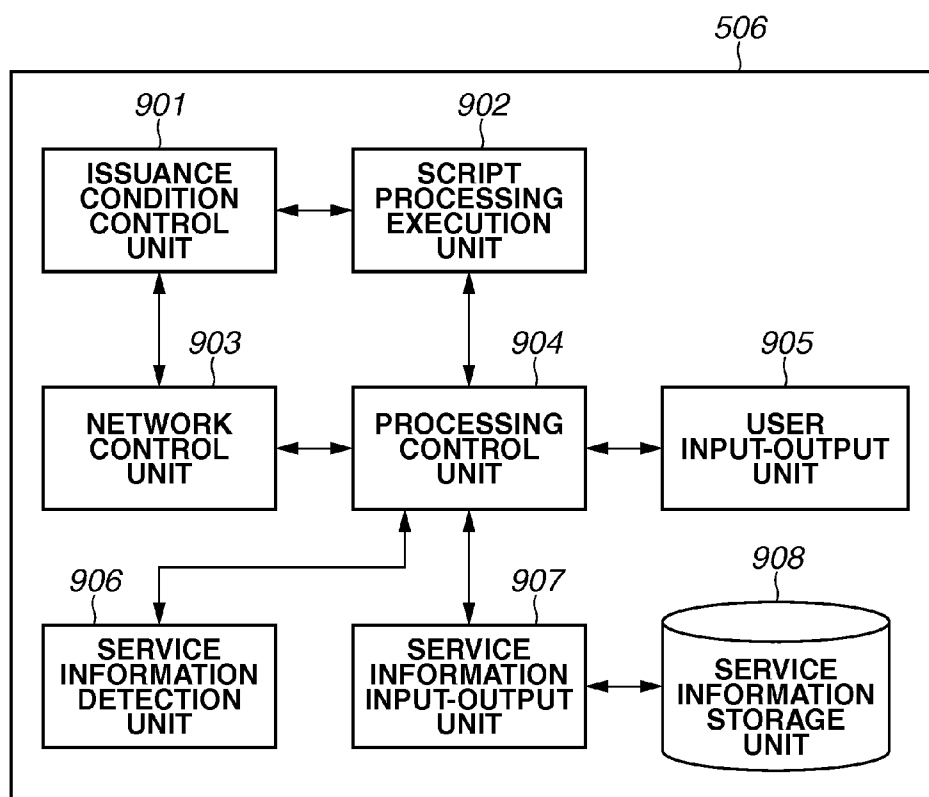 506
901
902
ISSUANCE
CONDITION
CONTROL
UNIT
SCRIPT
PROCESSING
EXECUTION
UNIT
903
904
905
NETWORK
CONTROL
UNIT
PROCESSING
CONTROL
UNIT
USER
INPUT-OUTPUT
UNIT
906
907
908
SERVICE
INFORMATION
DETECTION
UNIT
SERVICE
INFORMATION
INPUT-OUTPUT
UNIT
SERVICE
INFORMATION
STORAGE
UNIT